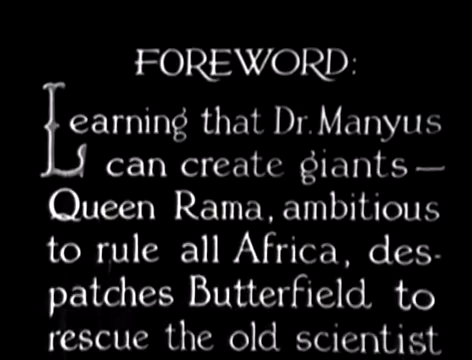 FOREWORD:
Learning that Dr. Manyus
can create giants—
Queen Rama, ambitious
to rule all Africa, des-
patches Butterfield to
rescue the old scientist